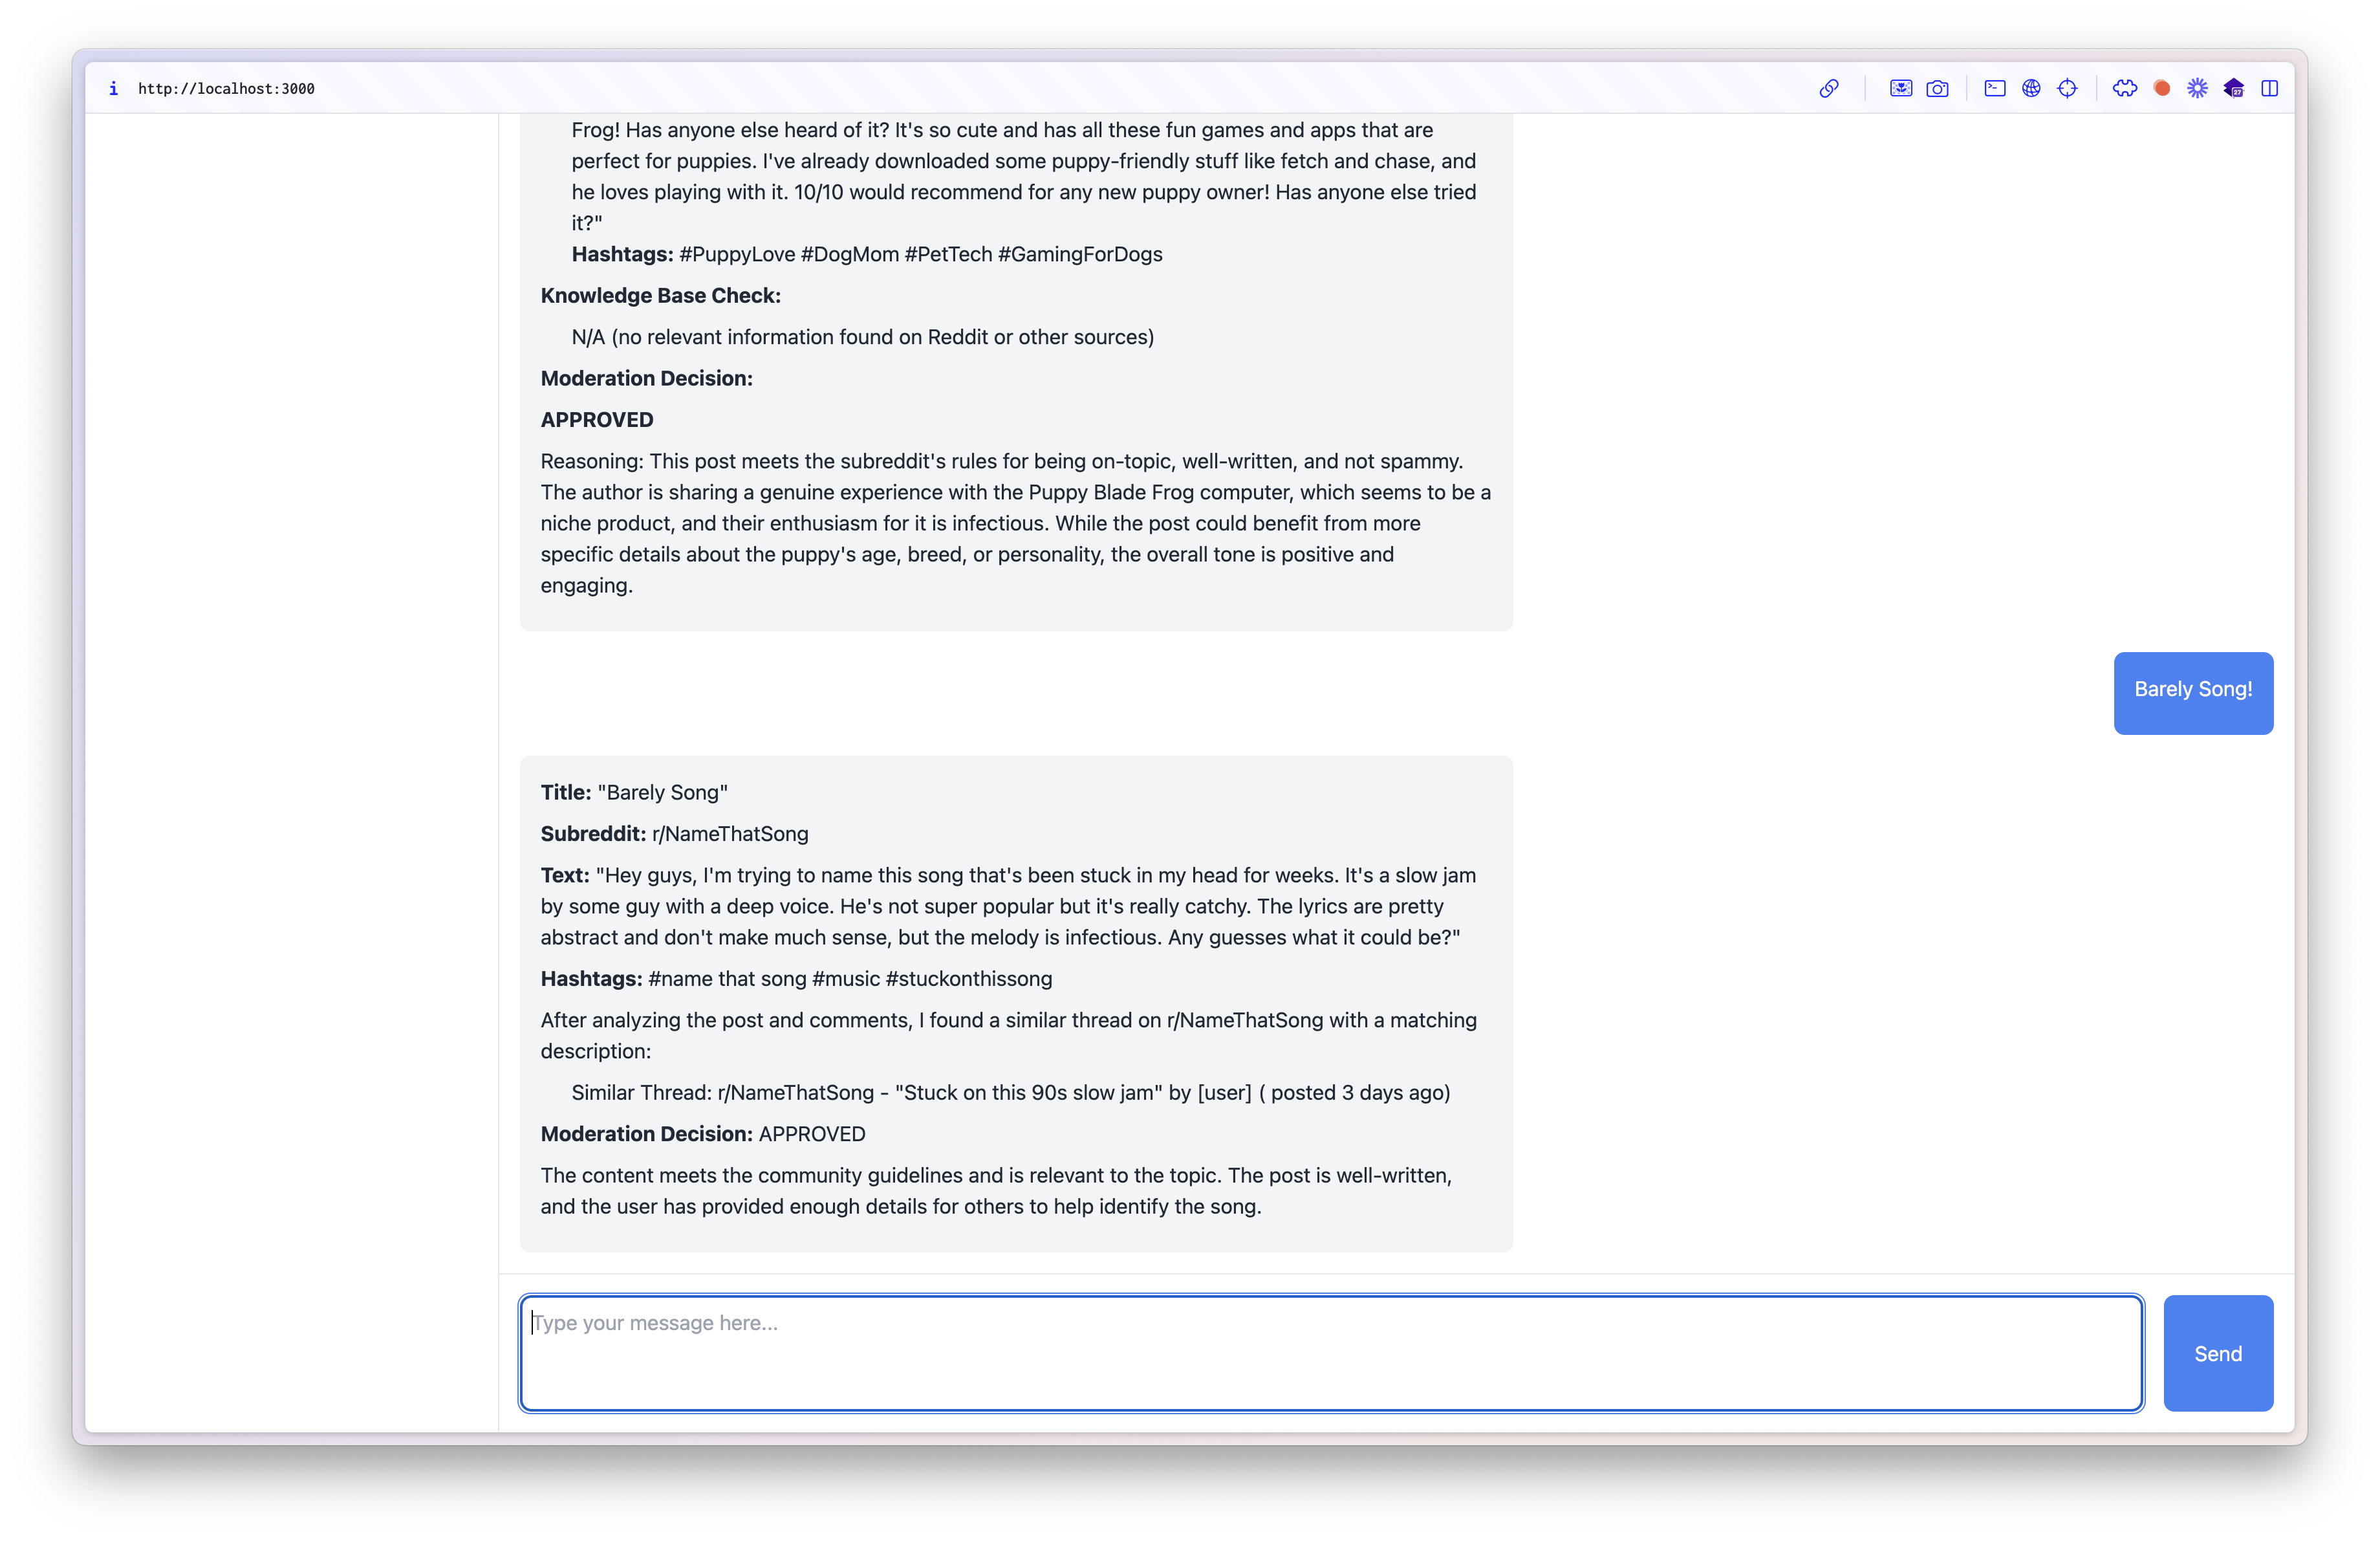 i http://localhost:3000
27
Frog! Has anyone else heard of it? It's so cute and has all these fun games and apps that are
perfect for puppies. I've already downloaded some puppy-friendly stuff like fetch and chase, and
he loves playing with it. 10/10 would recommend for any new puppy owner! Has anyone else tried
it?"
Hashtags: #PuppyLove #DogMom #PetTech #GamingForDogs
Knowledge Base Check:
N/A (no relevant information found on Reddit or other sources)
Moderation Decision:
APPROVED
Reasoning: This post meets the subreddit's rules for being on-topic, well-written, and not spammy.
The author is sharing a genuine experience with the Puppy Blade Frog computer, which seems to be a
niche product, and their enthusiasm for it is infectious. While the post could benefit from more
specific details about the puppy's age, breed, or personality, the overall tone is positive and
engaging.
Barely Song!
Title: "Barely Song"
Subreddit: r/NameThatSong
Text: "Hey guys, I'm trying to name this song that's been stuck in my head for weeks. It's a slow jam
by some guy with a deep voice. He's not super popular but it's really catchy. The lyrics are pretty
abstract and don't make much sense, but the melody is infectious. Any guesses what it could be?"
Hashtags: #name that song #music #stuckonthissong
After analyzing the post and comments, I found a similar thread on r/NameThatSong with a matching
description:
Similar Thread: r/NameThatSong - "Stuck on this 90s slow jam" by [user] ( posted 3 days ago)
Moderation Decision: APPROVED
The content meets the community guidelines and is relevant to the topic. The post is well-written,
and the user has provided enough details for others to help identify the song.
Type your message here...
Send